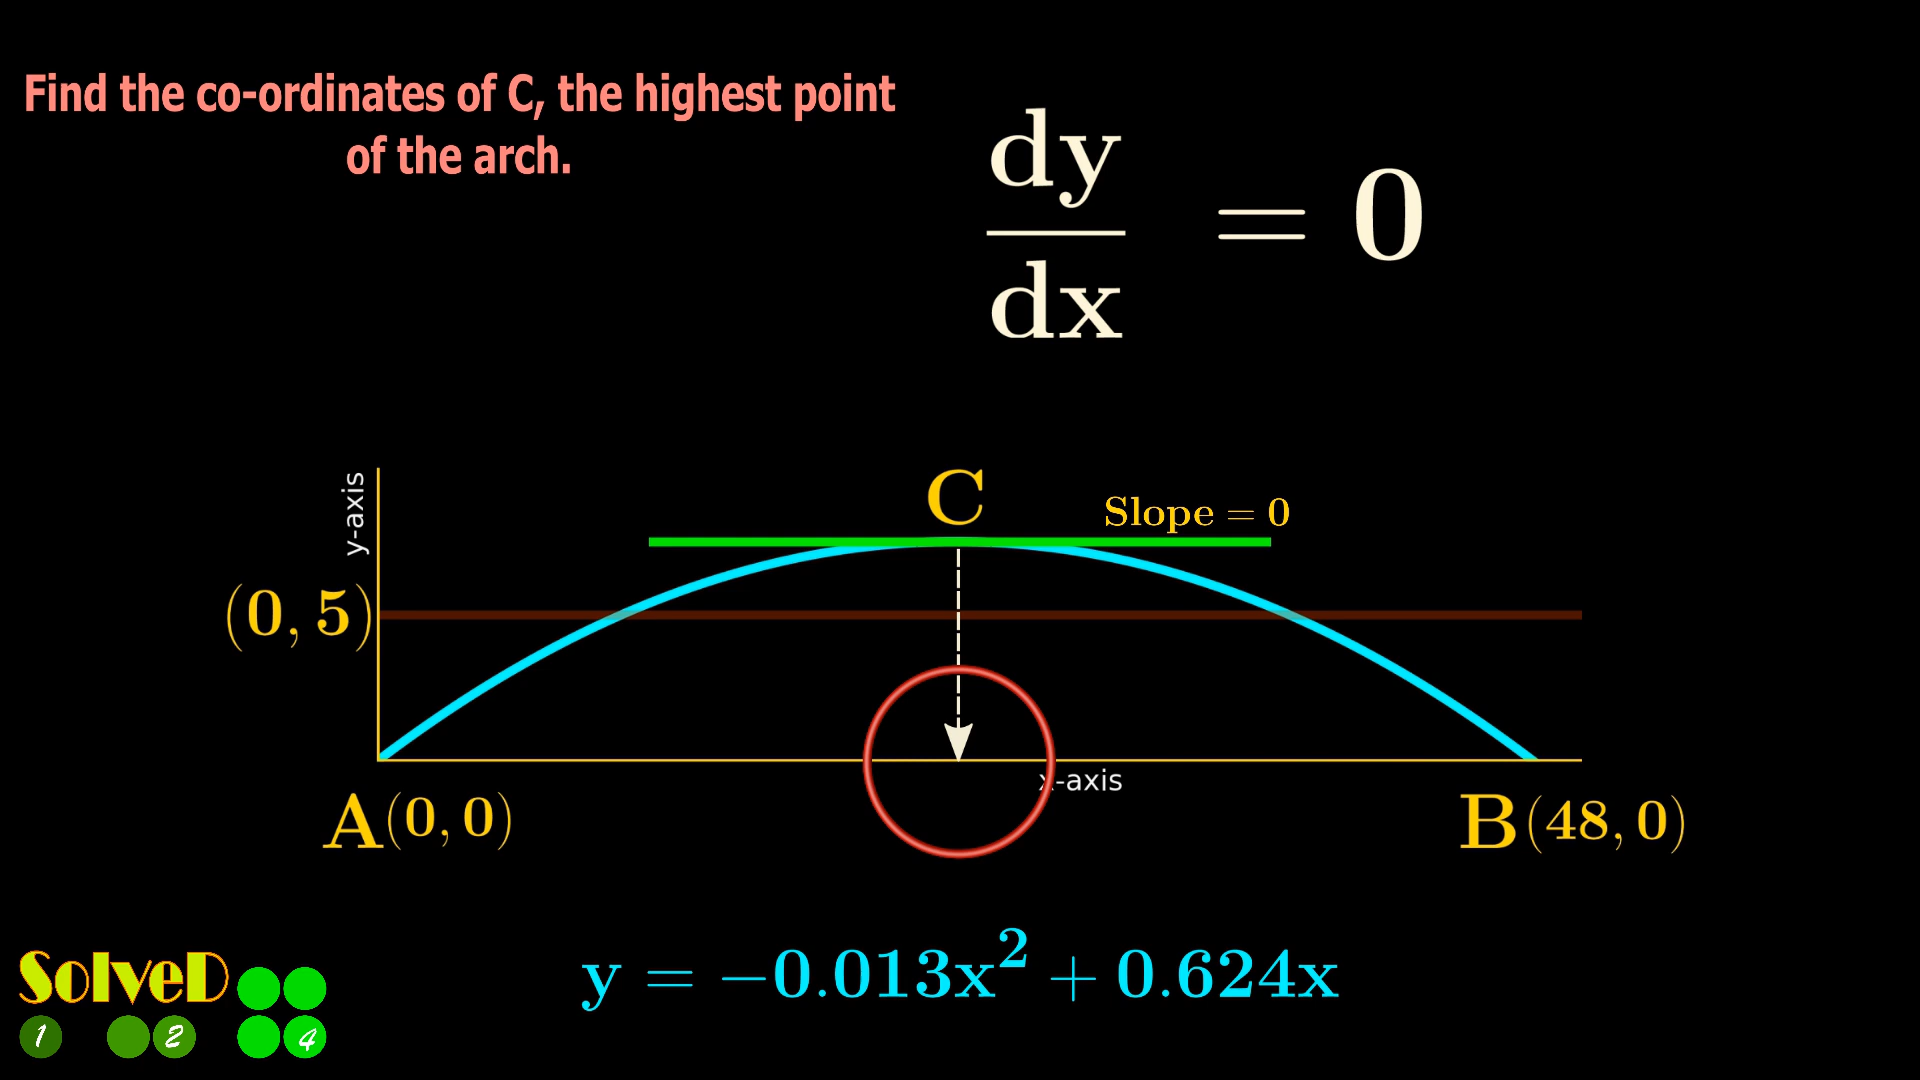 Find the co-ordinates of C, the highest point
of the arch.
dy
dx
= 0
C
Slope = 0
y-axis
(0, 5)
x-axis
A(0, 0)
B(48, 0)
y = −0.013x² + 0.624x
SolveD
1 2 4